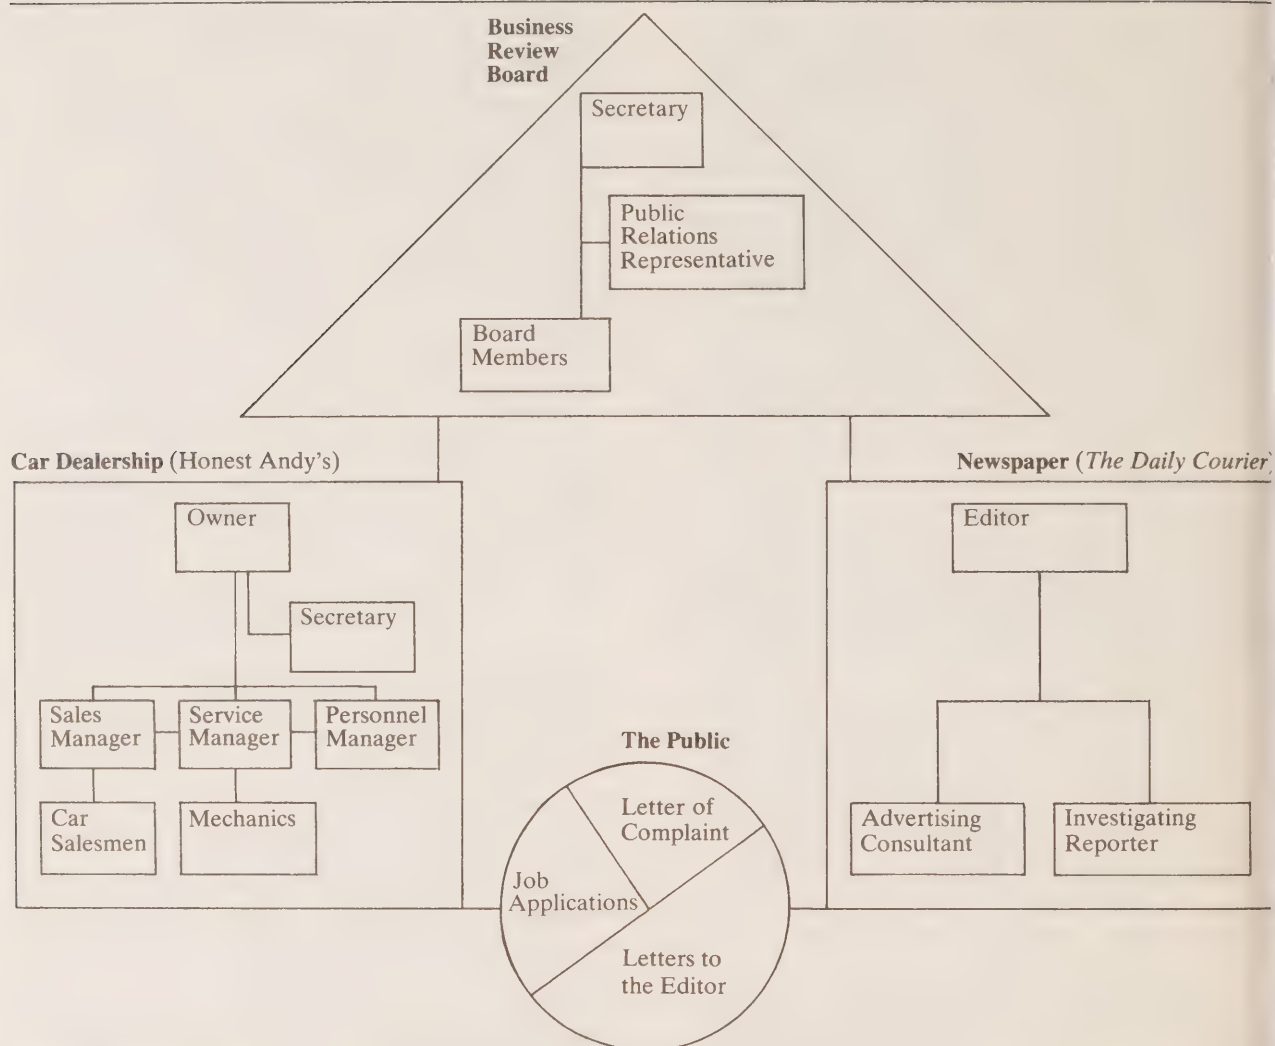 Business
Review
Board
Secretary
Public
Relations
Representative
Board
Members
Car Dealership (Honest Andy's)
Newspaper (The Daily Courier)
Owner
Editor
Secretary
Sales
Manager
Service
Manager
Personnel
Manager
The Public
Car
Salesmen
Mechanics
Letter of
Complaint
Advertising
Consultant
Investigating
Reporter
Job
Applications
Letters to
the Editor